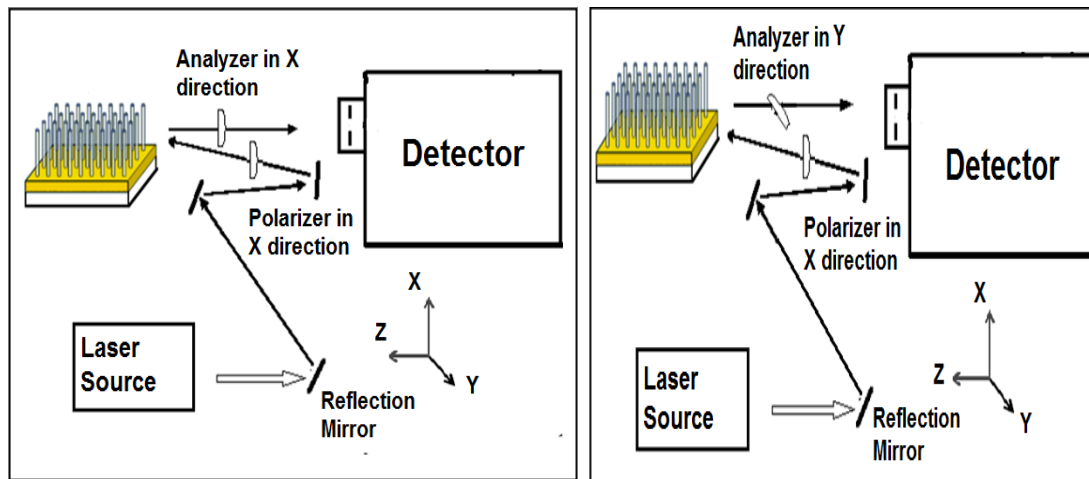 Analyzer in X
direction
Detector
Polarizer in
X direction
X
Z
Y
Laser
Source
Reflection
Mirror
Analyzer in Y
direction
Detector
Polarizer in
X direction
X
Z
Y
Laser
Source
Reflection
Mirror